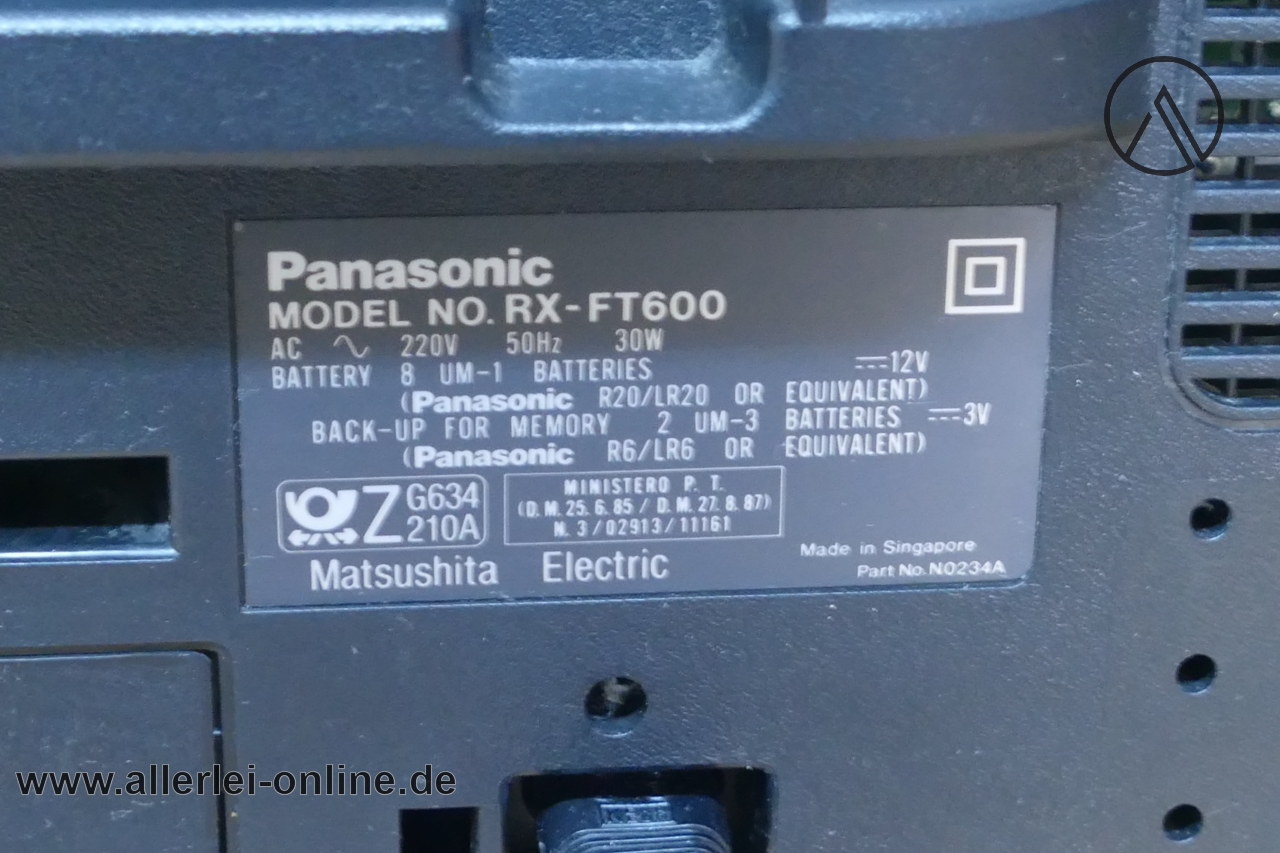 Panasonic
MODEL NO. RX-FT600
AC 220V 50Hz 30W
BATTERY 8 UM-1 BATTERIES ⎓12V
(Panasonic R20/LR20 OR EQUIVALENT)
BACK-UP FOR MEMORY 2 UM-3 BATTERIES ⎓3V
(Panasonic R6/LR6 OR EQUIVALENT)
Z G634
210A
MINISTERO P. T.
(D. M. 25. 6. 85 / D. M. 27. 8. 87)
N. 3 / 02913 / 11161
Matsushita Electric
Made in Singapore
Part No. N0234A
www.allerlei-online.de